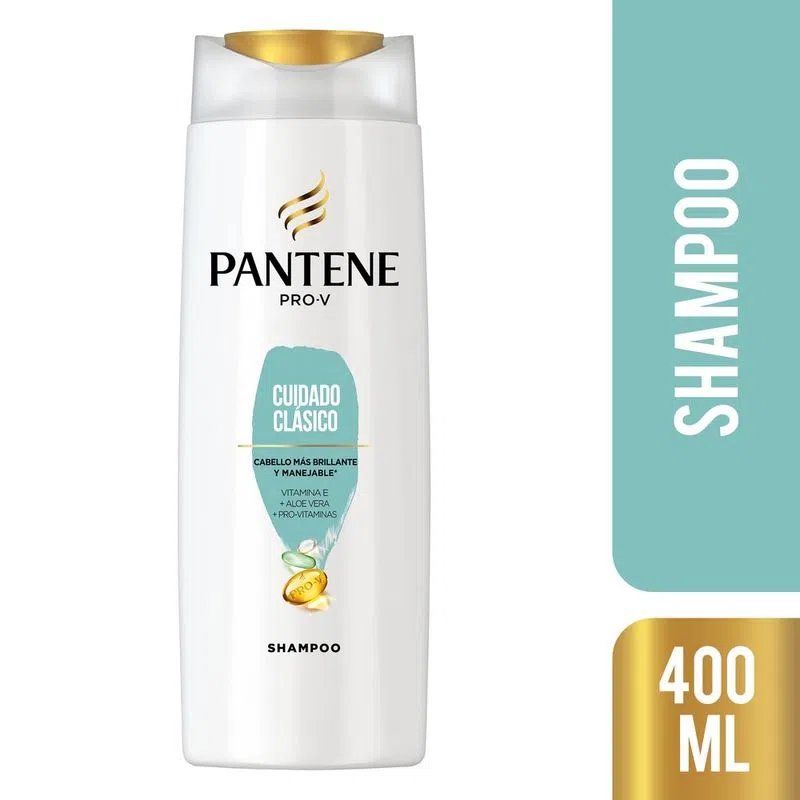 PANTENE
PRO-V
CUIDADO
CLÁSICO
CABELLO MÁS BRILLANTE
Y MANEJABLE*
VITAMINA E
+ ALOE VERA
+ PRO-VITAMINAS
PRO-V
SHAMPOO
SHAMPOO
400
ML